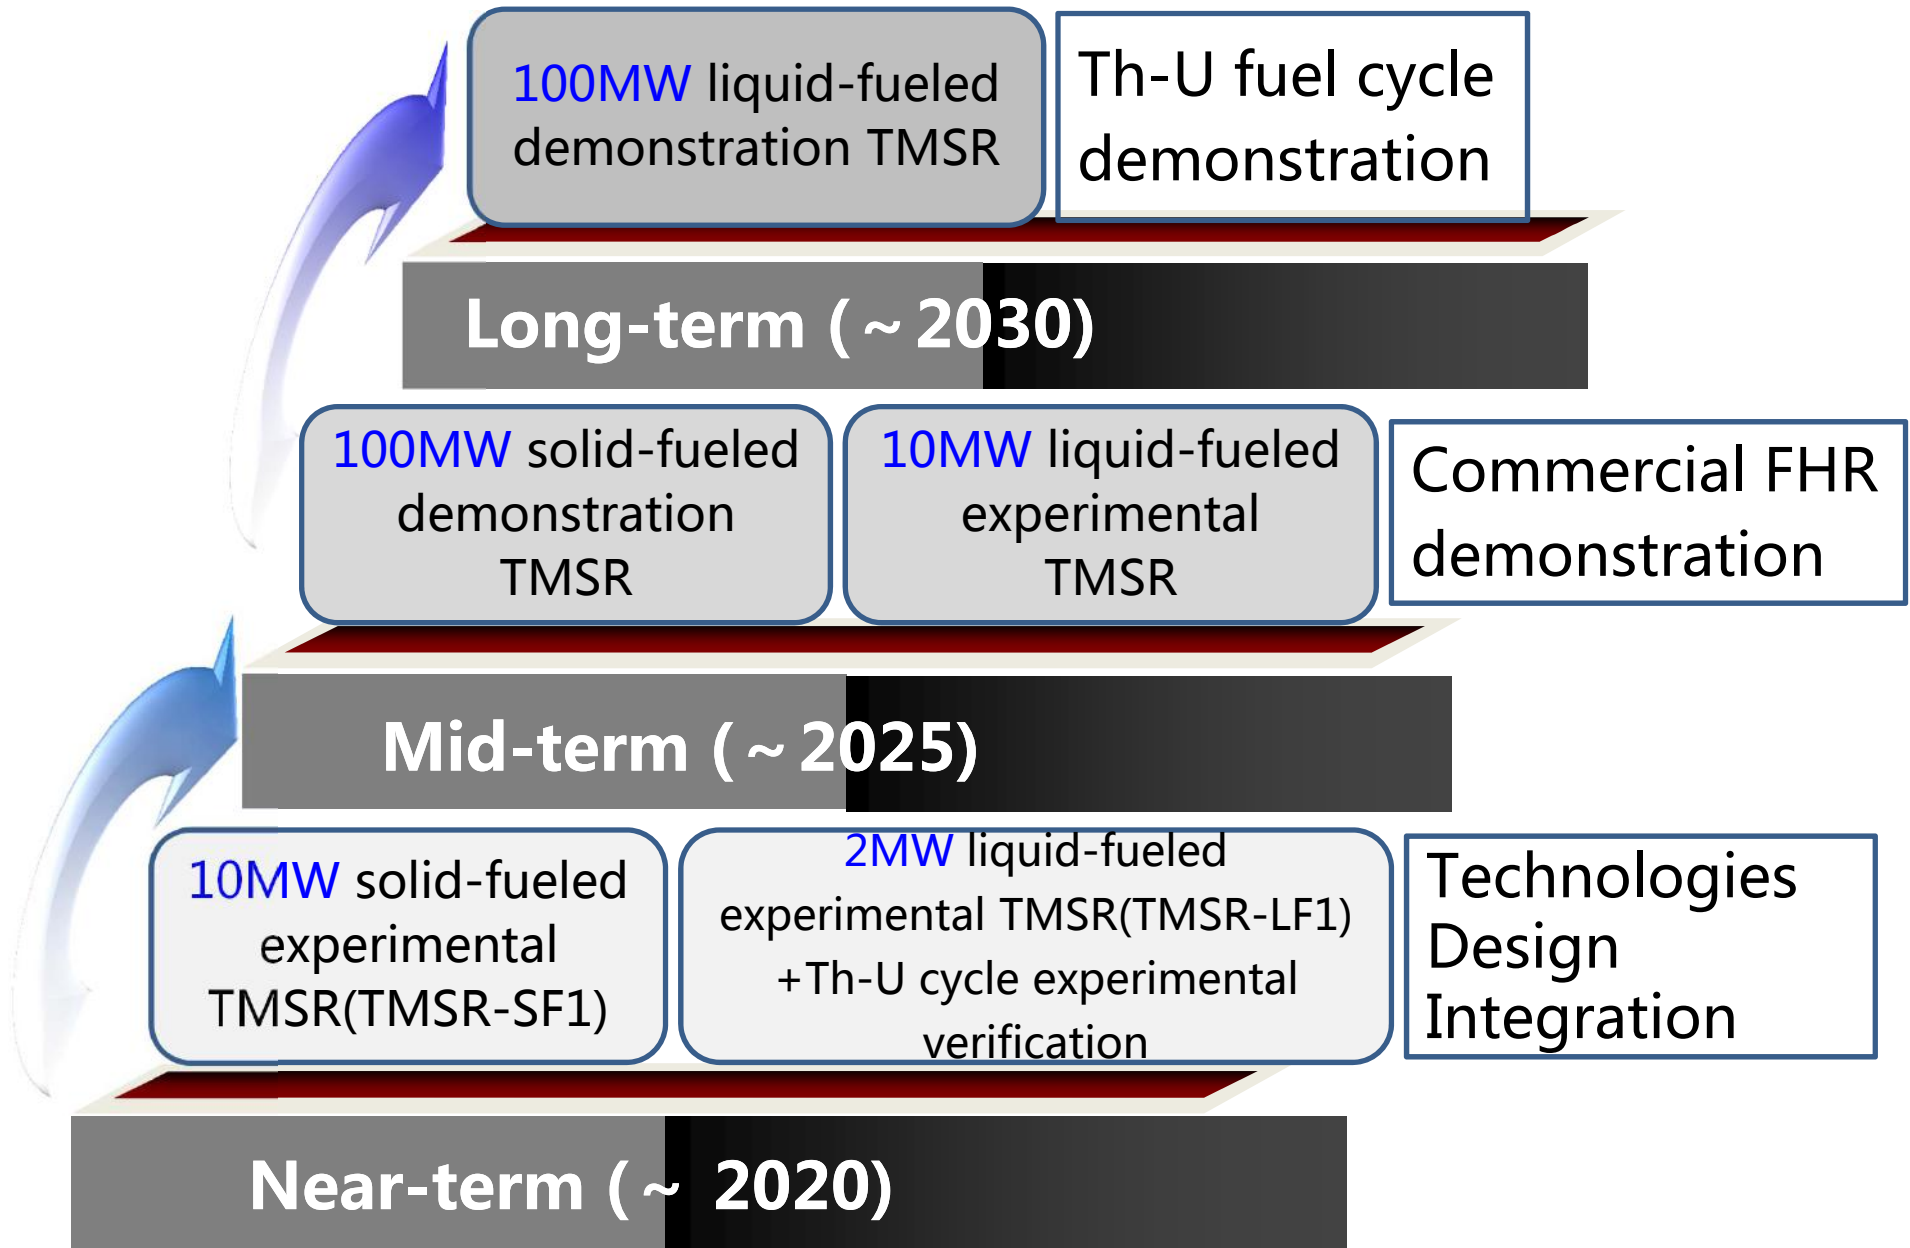 100MW liquid-fueled
demonstration TMSR
Th-U fuel cycle
demonstration
Long-term (~2030)
100MW solid-fueled
demonstration
TMSR
10MW liquid-fueled
experimental
TMSR
Commercial FHR
demonstration
Mid-term (~2025)
10MW solid-fueled
experimental
TMSR(TMSR-SF1)
2MW liquid-fueled
experimental TMSR(TMSR-LF1)
+Th-U cycle experimental
verification
Technologies
Design
Integration
Near-term (~ 2020)